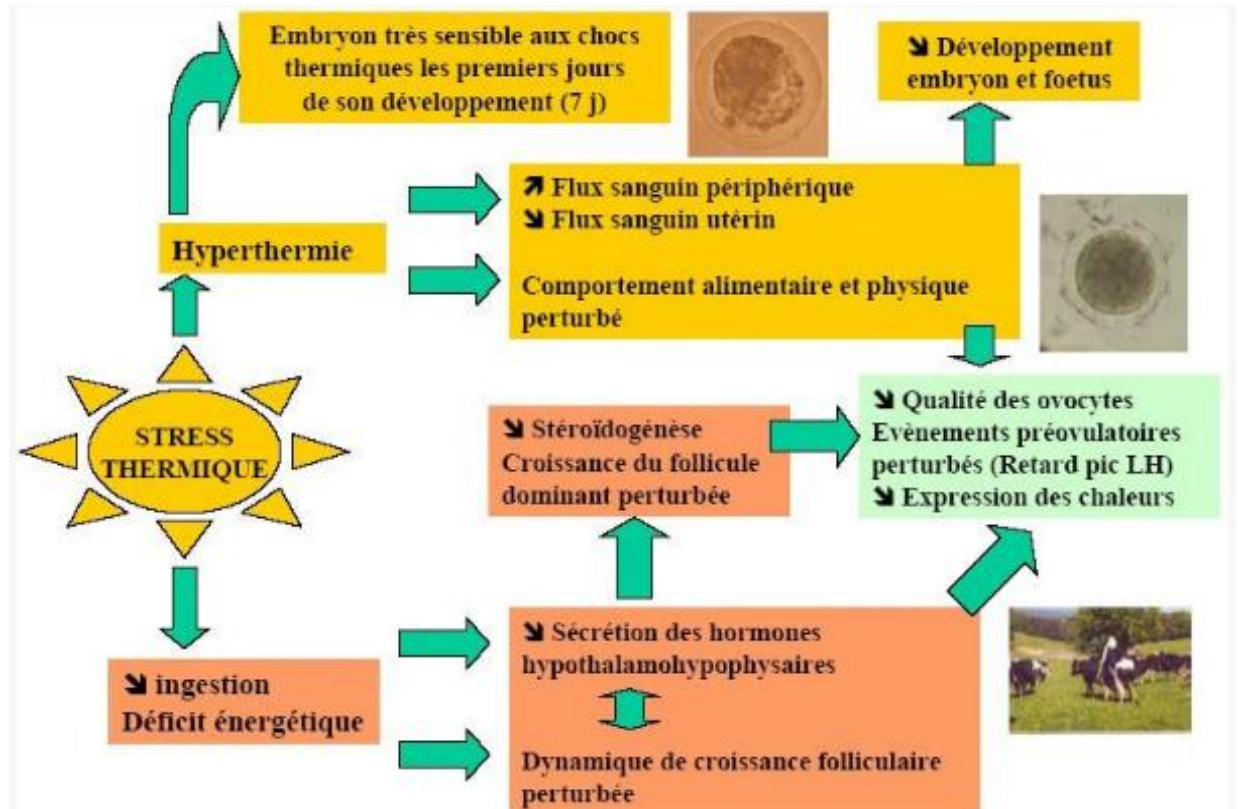 Embryon très sensible aux chocs
thermiques les premiers jours
de son développement (7 j)
↘ Développement
embryon et foetus
↗ Flux sanguin périphérique
↘ Flux sanguin utérin
Comportement alimentaire et physique
perturbé
Hyperthermie
STRESS
THERMIQUE
↘ Stéroïdogénèse
Croissance du follicule
dominant perturbée
↘ Qualité des ovocytes
Evènements préovulatoires
perturbés (Retard pic LH)
↘ Expression des chaleurs
↘ ingestion
Déficit énergétique
↘ Sécrétion des hormones
hypothalamohypophysaires
Dynamique de croissance folliculaire
perturbée